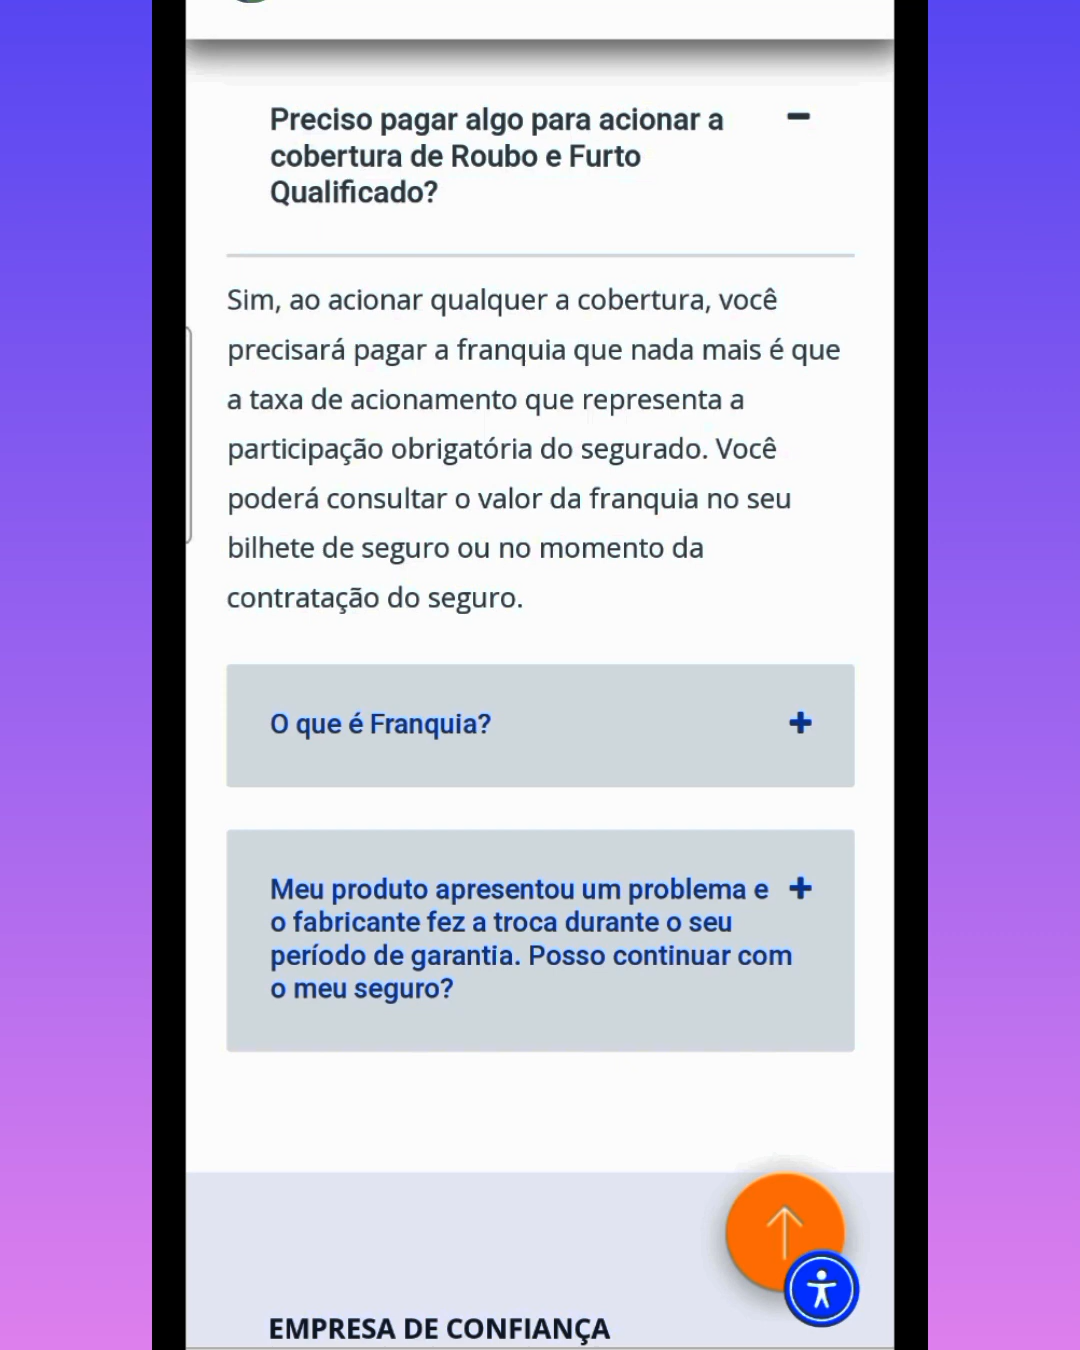 Preciso pagar algo para acionar a
cobertura de Roubo e Furto
Qualificado?
Sim, ao acionar qualquer a cobertura, você
precisará pagar a franquia que nada mais é que
a taxa de acionamento que representa a
participação obrigatória do segurado. Você
poderá consultar o valor da franquia no seu
bilhete de seguro ou no momento da
contratação do seguro.
O que é Franquia?
Meu produto apresentou um problema e
o fabricante fez a troca durante o seu
período de garantia. Posso continuar com
o meu seguro?
EMPRESA DE CONFIANÇA